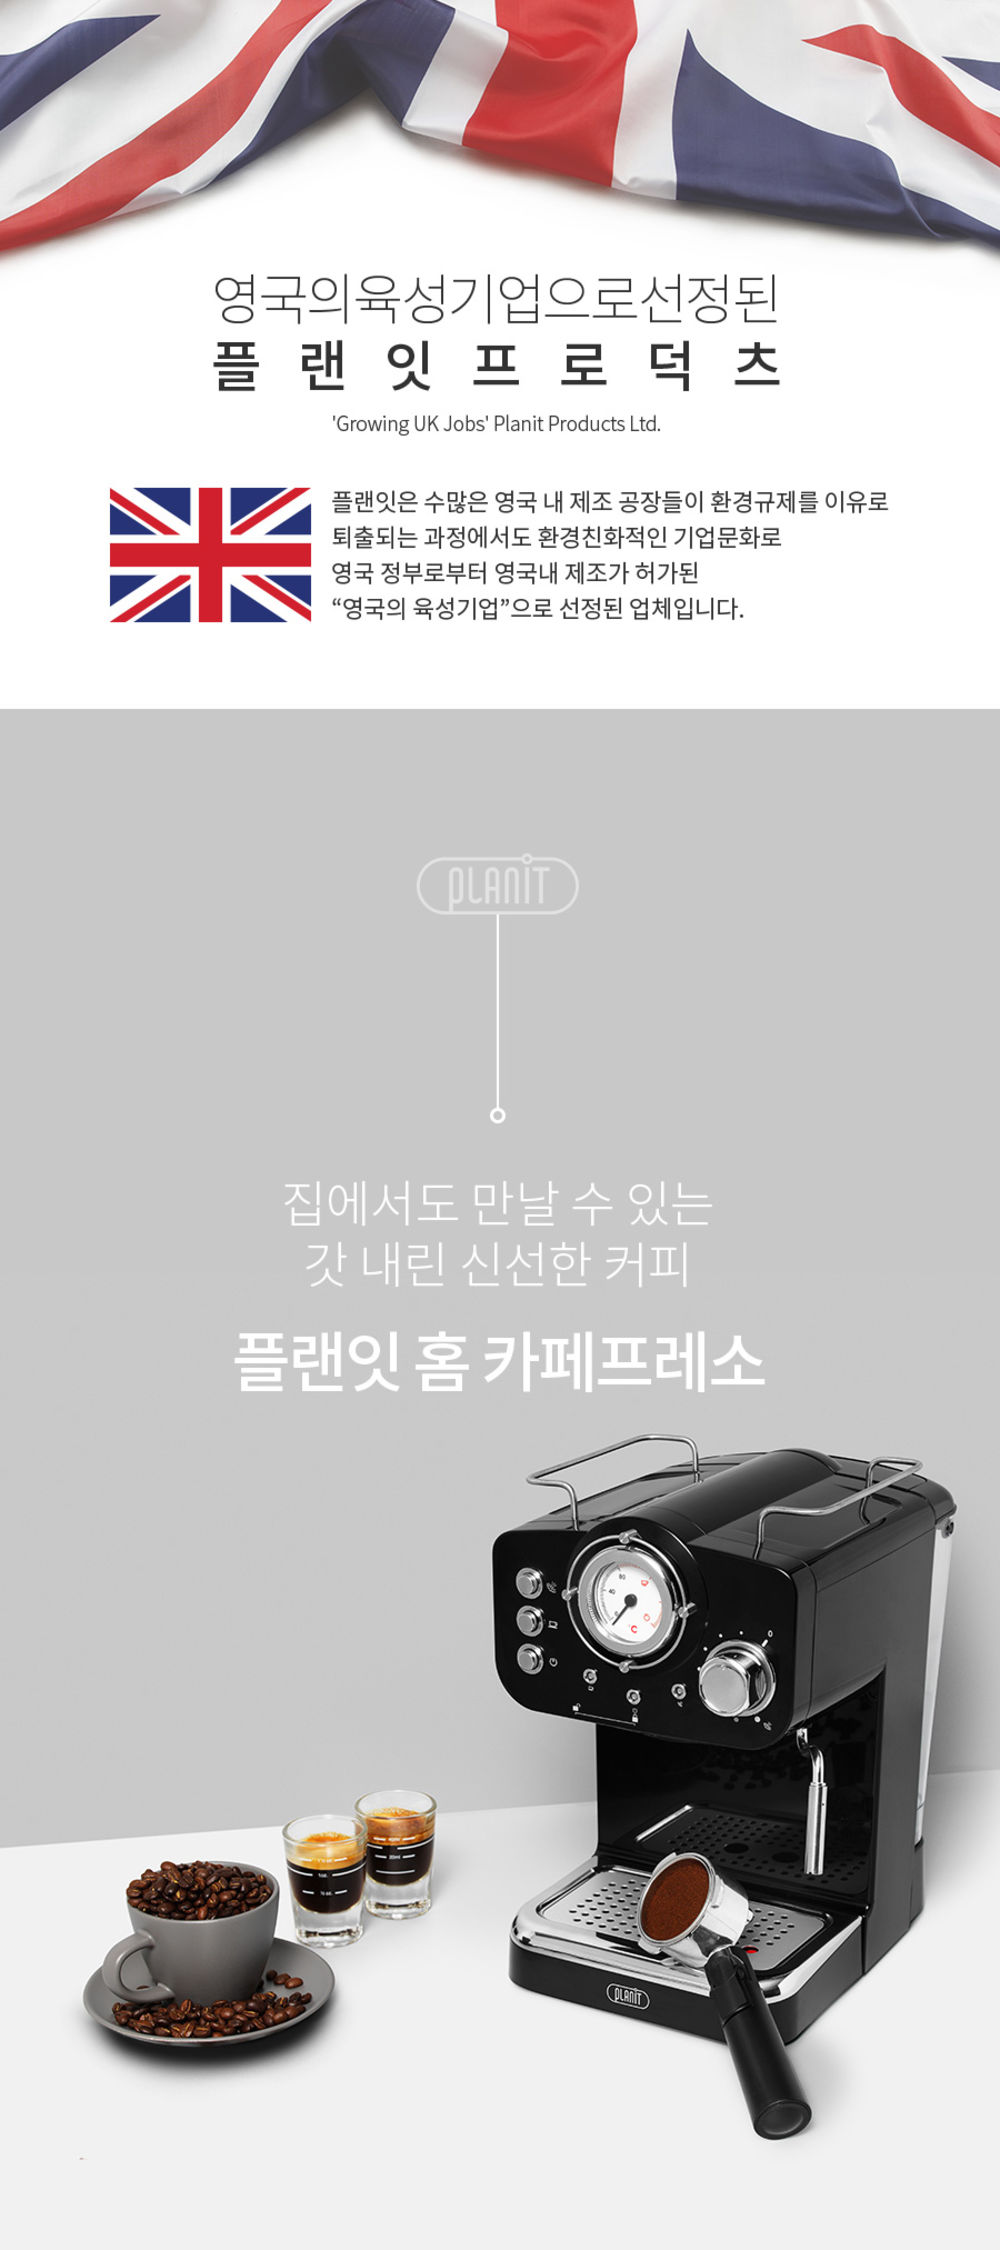 영국의육성기업으로선정된
플랜잇프로덕츠
'Growing UK Jobs' Planit Products Ltd.
플랜잇은 수많은 영국 내 제조 공장들이 환경규제를 이유로
퇴출되는 과정에서도 환경친화적인 기업문화로
영국 정부로부터 영국내 제조가 허가된
“영국의 육성기업”으로 선정된 업체입니다.
PLANIT
집에서도 만날 수 있는
갓 내린 신선한 커피
플랜잇 홈 카페프레소
80
40
0
PLANIT